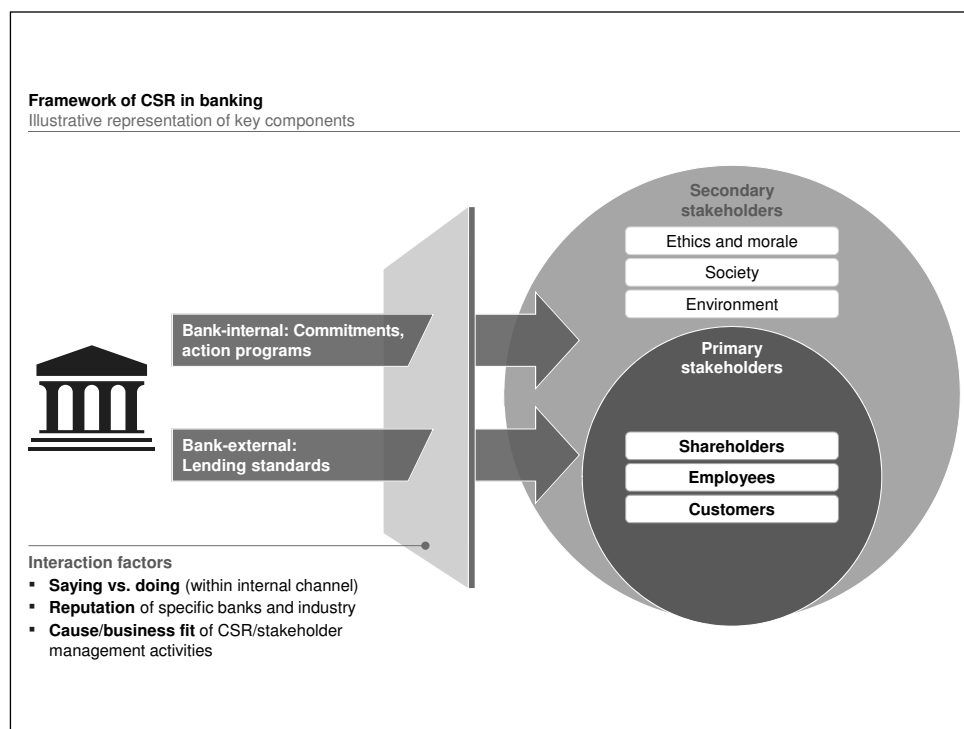 Framework of CSR in banking
Illustrative representation of key components
Secondary
stakeholders
Ethics and morale
Society
Environment
Bank-internal: Commitments,
action programs
Primary
stakeholders
Bank-external:
Lending standards
Shareholders
Employees
Customers
Interaction factors
▪ Saying vs. doing (within internal channel)
▪ Reputation of specific banks and industry
▪ Cause/business fit of CSR/stakeholder
management activities